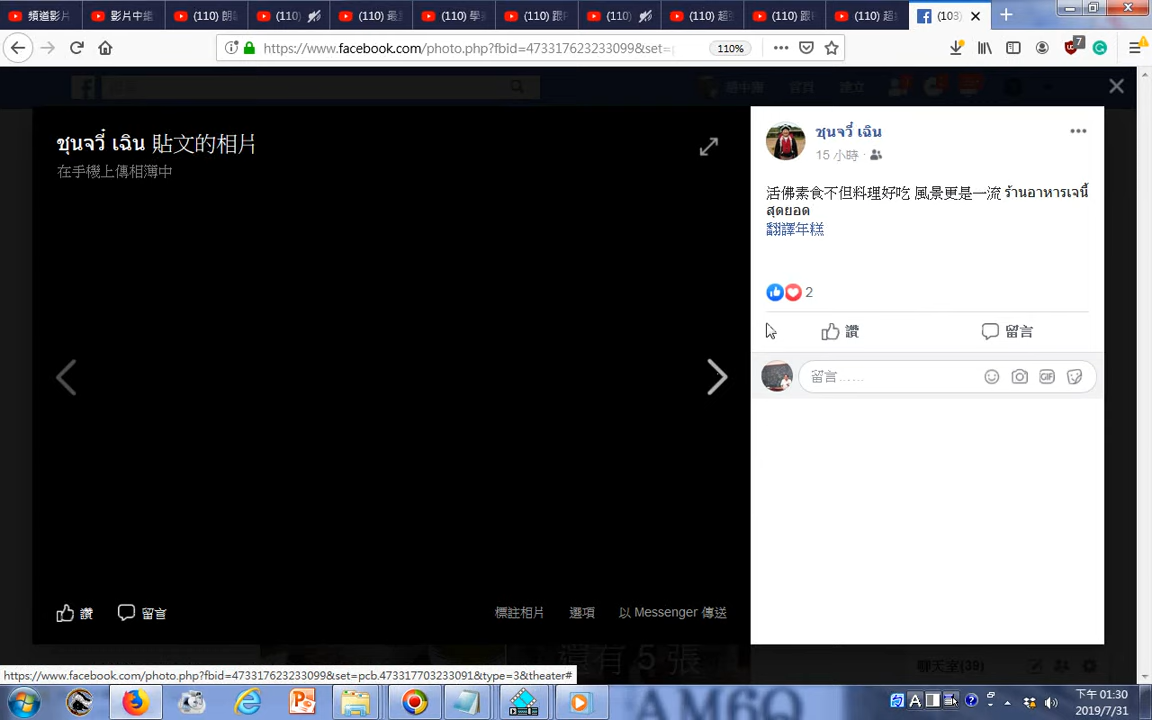 頻道影片
影片中繼
(110) 朗
(110)
(110) 最
(110) 學
(110) 跟
(110)
(110) 超
(110) 跟
(110) 超
(103)
https://www.facebook.com/photo.php?fbid=473317623233099&set=p
110%
7
ชุนจวี่ เฉิน 貼文的相片
在手機上傳相簿中
ชุนจวี่ เฉิน
15 小時 ·
活佛素食不但料理好吃 風景更是一流 ร้านอาหารเจนี้
สุดยอด
翻譯年糕
2
讚 留言
留言……
GIF
讚 留言 標註相片 選項 以 Messenger 傳送
還有 5 張
聊天室(39)
https://www.facebook.com/photo.php?fbid=473317623233099&set=pcb.473317703233091&type=3&theater#
AM6Q
下午 01:30
2019/7/31